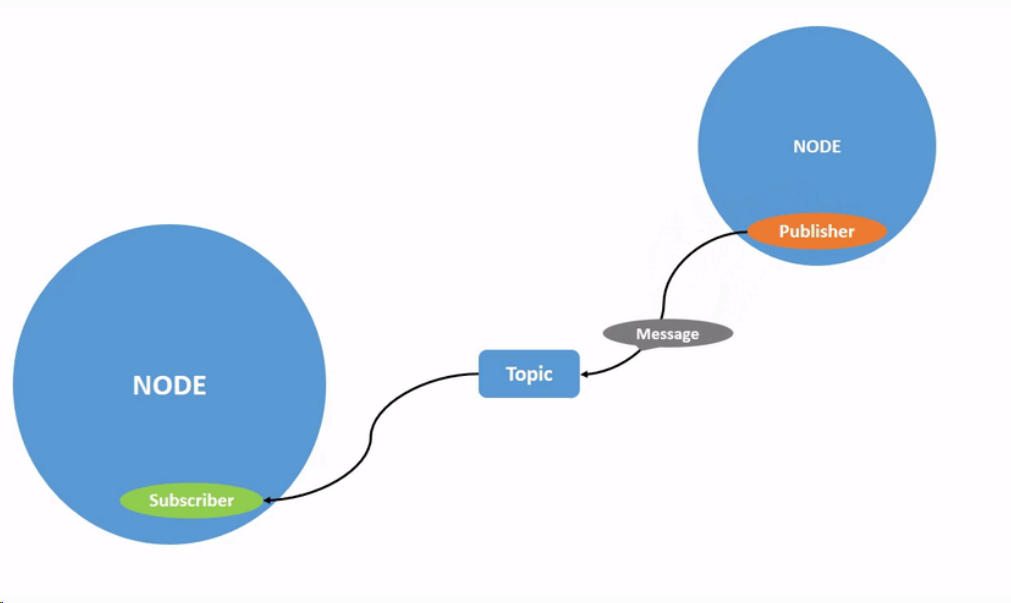 NODE
Publisher
Message
Topic
NODE
Subscriber